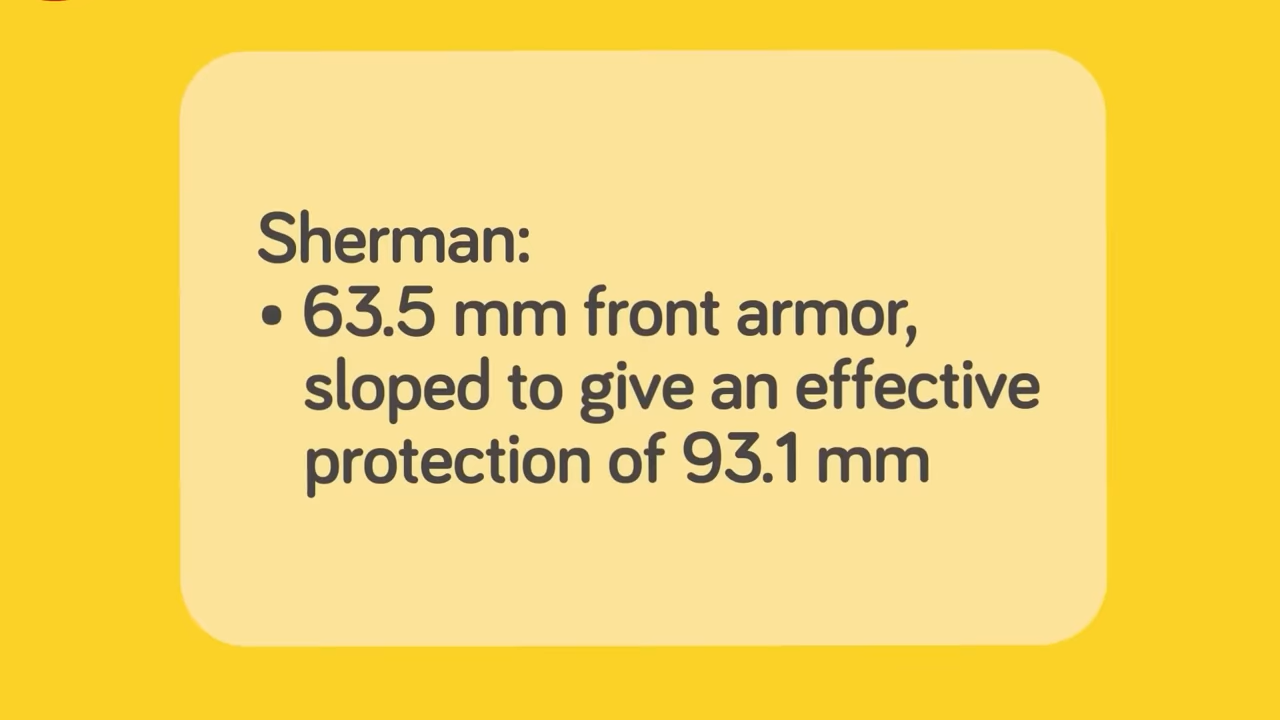 Sherman:
• 63.5 mm front armor,
sloped to give an effective
protection of 93.1 mm